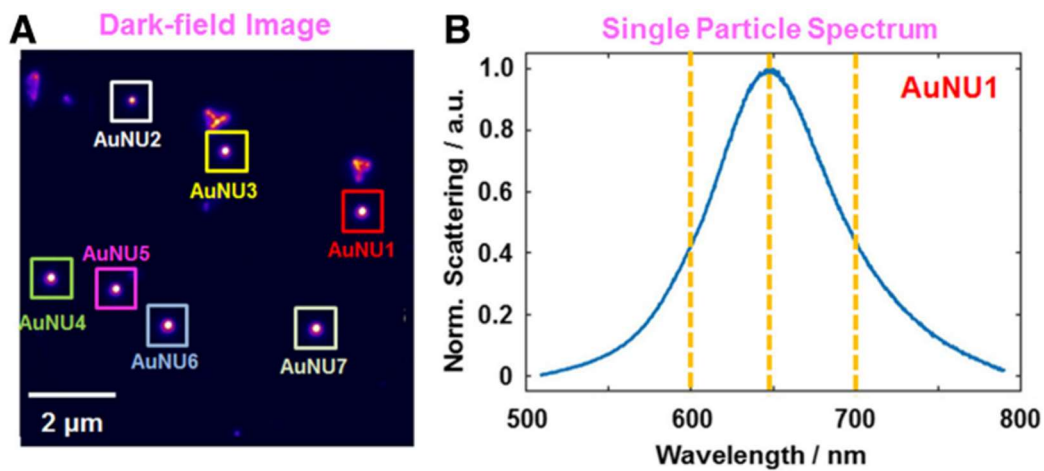 A
Dark-field Image
AuNU2
AuNU3
AuNU1
AuNU5
AuNU4
AuNU6
AuNU7
2 µm
B
Single Particle Spectrum
AuNU1
Norm. Scattering / a.u.
1.0
0.8
0.6
0.4
0.2
0
500 600 700 800
Wavelength / nm